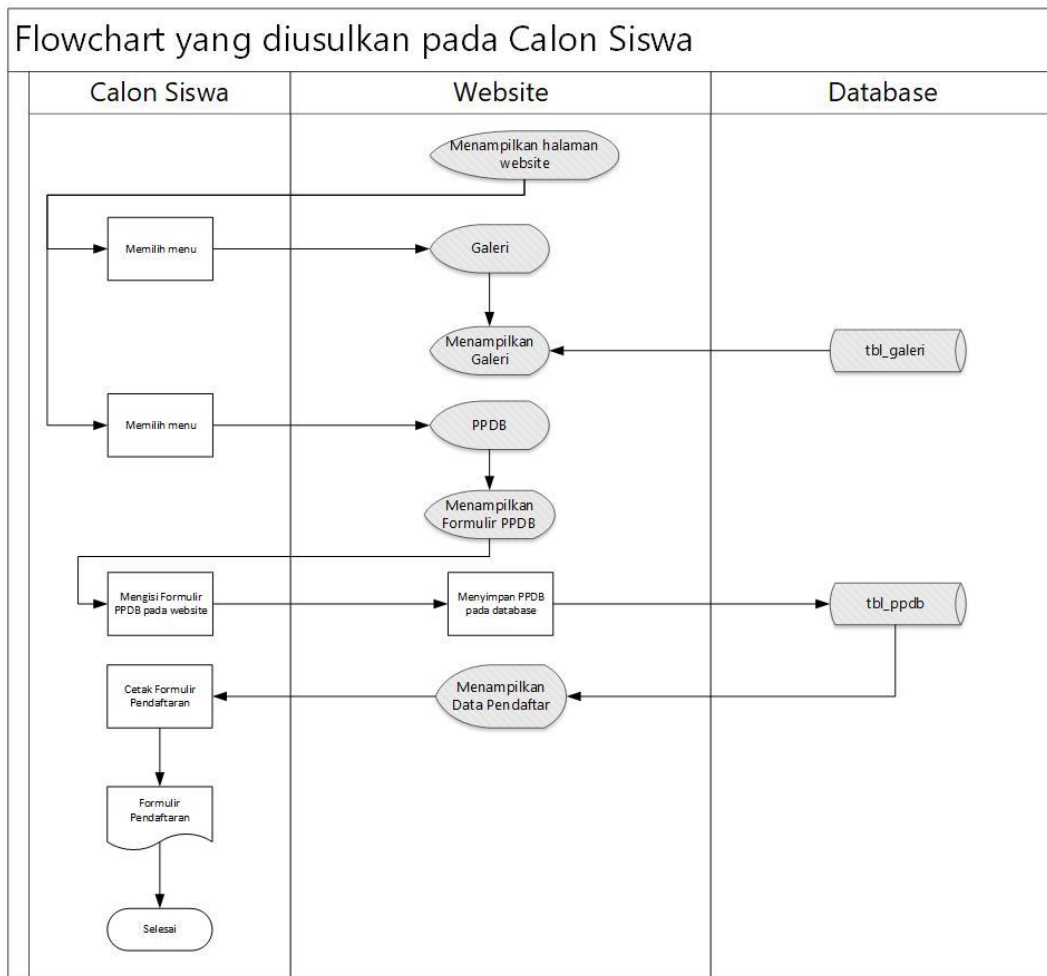 Flowchart yang diusulkan pada Calon Siswa
Calon Siswa
Website
Database
Menampilkan halaman
website
Memilih menu
Galeri
Menampilkan
Galeri
tbl_galeri
Memilih menu
PPDB
Menampilkan
Formulir PPDB
Mengisi Formulir
PPDB pada website
Menyimpan PPDB
pada database
tbl_ppdb
Cetak Formulir
Pendaftaran
Menampilkan
Data Pendaftar
Formulir
Pendaftaran
Selesai